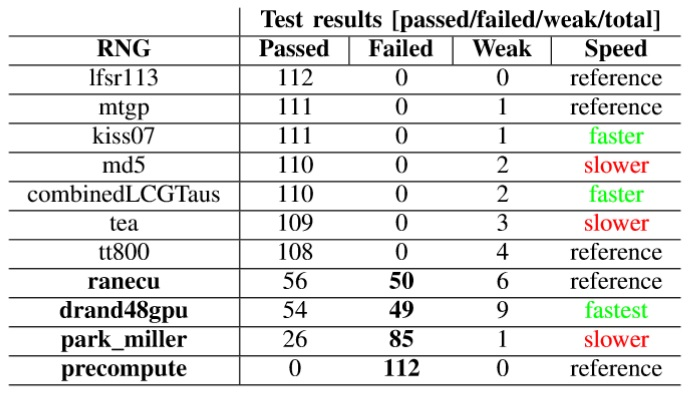 Test results [passed/failed/weak/total]
RNG Passed Failed Weak Speed
lfsr113 112 0 0 reference
mtgp 111 0 1 reference
kiss07 111 0 1 faster
md5 110 0 2 slower
combinedLCGTaus 110 0 2 faster
tea 109 0 3 slower
tt800 108 0 4 reference
ranecu 56 50 6 reference
drand48gpu 54 49 9 fastest
park_miller 26 85 1 slower
precompute 0 112 0 reference